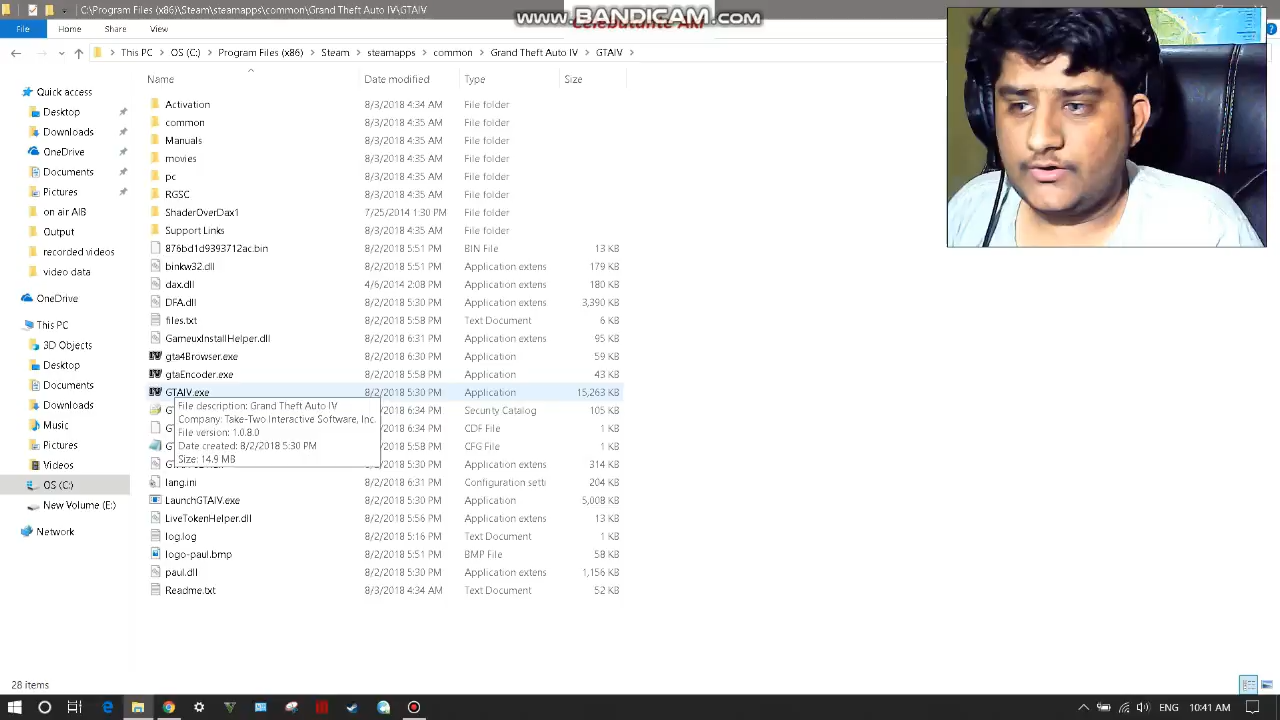 C:\Program Files (x86)\Steam\steamapps\common\Grand Theft Auto IV\GTAIV
www.BANDICAM.com
File Home Share View
This PC > OS (C:) > Program Files (x86) > Steam > steamapps > common > Grand Theft Auto IV > GTAIV >
Name Date modified Type Size
Quick access
Desktop
Downloads
OneDrive
Documents
Pictures
on air AIB
Output
recorded videos
video data
OneDrive
This PC
3D Objects
Desktop
Documents
Downloads
Music
Pictures
Videos
OS (C:)
New Volume (E:)
Network
Activation 8/3/2018 4:34 AM File folder
common 8/3/2018 4:35 AM File folder
Manuals 8/3/2018 4:35 AM File folder
movies 8/3/2018 4:35 AM File folder
pc 8/3/2018 4:35 AM File folder
RGSC 8/3/2018 4:35 AM File folder
ShaderOverDax1 7/25/2014 1:30 PM File folder
Support Links 8/3/2018 4:35 AM File folder
876bd1d9393712ac.bin 8/2/2018 5:51 PM BIN File 13 KB
binkw32.dll 8/2/2018 5:51 PM Application extens 179 KB
dax.dll 4/6/2014 2:08 PM Application extens 180 KB
DFA.dll 8/2/2018 5:30 PM Application extens 3,390 KB
files.txt 8/2/2018 5:58 PM Text Document 6 KB
GameuxInstallHelper.dll 8/2/2018 6:31 PM Application extens 95 KB
gta4Browser.exe 8/2/2018 6:30 PM Application 59 KB
gtaEncoder.exe 8/2/2018 5:58 PM Application 43 KB
GTAIV.exe 8/2/2018 5:30 PM Application 15,263 KB
8/2/2018 6:34 PM Security Catalog 105 KB
8/2/2018 6:34 PM CDF File 1 KB
8/2/2018 5:58 PM CFG File 1 KB
8/2/2018 5:30 PM Application extens 314 KB
File description: Grand Theft Auto IV
Company: Take-Two Interactive Software, Inc.
File version: 1.0.8.0
Date created: 8/2/2018 5:30 PM
Size: 14.9 MB
lang.ini 8/2/2018 6:31 PM Configuration setti 204 KB
LaunchGTAIV.exe 8/2/2018 5:30 PM Application 5,008 KB
LiveTokenHelper.dll 8/2/2018 5:56 PM Application extens 13 KB
log.log 8/2/2018 5:16 PM Text Document 1 KB
logo-paul.bmp 8/2/2018 5:51 PM BMP File 58 KB
paul.dll 8/2/2018 5:30 PM Application extens 1,156 KB
Readme.txt 8/3/2018 4:34 AM Text Document 52 KB
28 items
ENG 10:41 AM